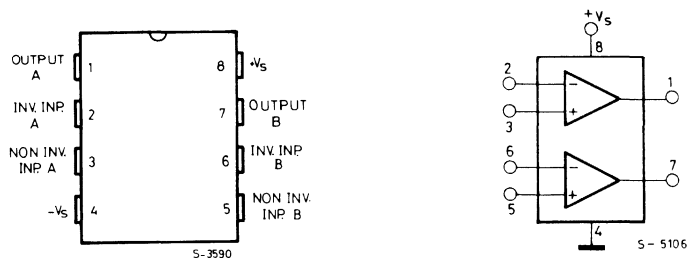 OUTPUT
A
1
8
+Vs
INV. INP.
A
2
7
OUTPUT
B
NON INV.
INP. A
3
6
INV. INP.
B
-Vs
4
5
NON INV.
INP. B
S-3590
+Vs
8
2
-
1
3
+
6
-
7
5
+
4
S-5106